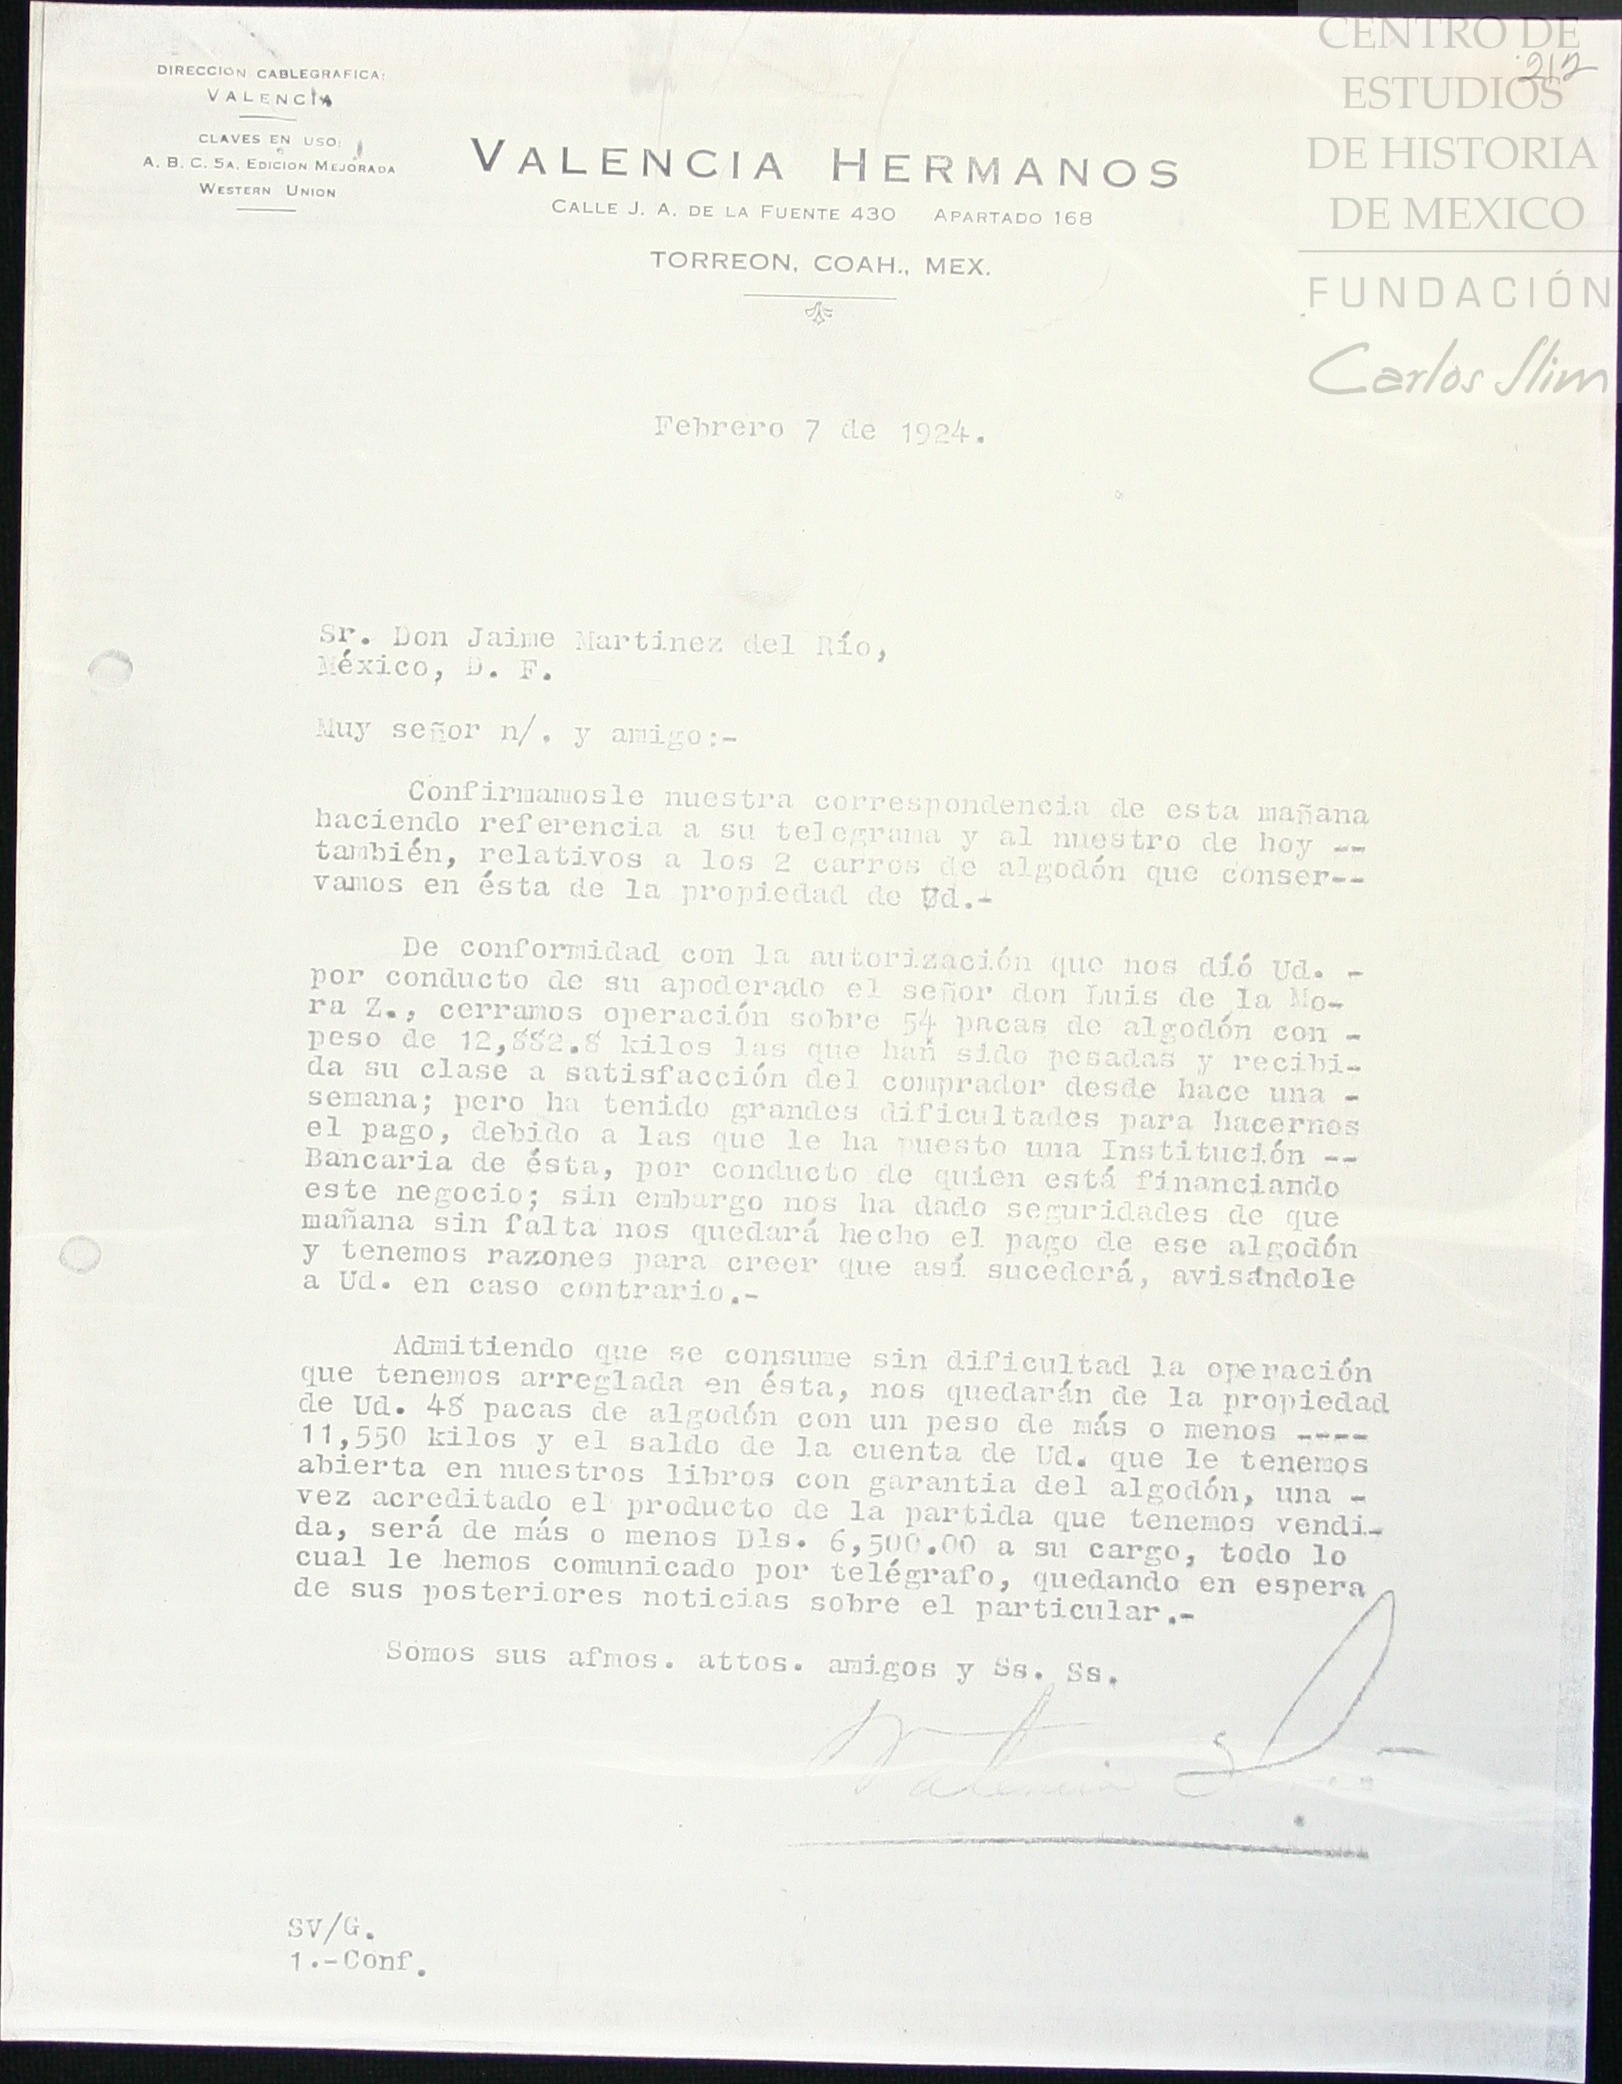 DIRECCION CABLEGRAFICA:
VALENCIA
CLAVES EN USO:
A. B. C. 5A. EDICION MEJORADA
WESTERN UNION
VALENCIA HERMANOS
CALLE J. A. DE LA FUENTE 430 APARTADO 168
TORREON, COAH., MEX.
212
CENTRO DE
ESTUDIOS
DE HISTORIA
DE MEXICO
FUNDACIÓN
Carlos Slim
Febrero 7 de 1924.
Sr. Don Jaime Martinez del Río,
México, D. F.
Muy señor n/. y amigo:-
Confirmamosle nuestra correspondencia de esta mañana
haciendo referencia a su telegrama y al nuestro de hoy --
también, relativos a los 2 carros de algodón que conser--
vamos en ésta de la propiedad de Ud.-
De conformidad con la autorización que nos díó Ud. -
por conducto de su apoderado el señor don Luis de la Mo-
ra Z., cerramos operación sobre 54 pacas de algodón con -
peso de 12,882.8 kilos las que han sido pesadas y recibi-
da su clase a satisfacción del comprador desde hace una -
semana; pero ha tenido grandes dificultades para hacernos
el pago, debido a las que le ha puesto una Institución --
Bancaria de ésta, por conducto de quien está financiando
este negocio; sin embargo nos ha dado seguridades de que
mañana sin falta nos quedará hecho el pago de ese algodón
y tenemos razones para creer que así sucederá, avisándole
a Ud. en caso contrario.-
Admitiendo que se consume sin dificultad la operación
que tenemos arreglada en ésta, nos quedarán de la propiedad
de Ud. 48 pacas de algodón con un peso de más o menos ----
11,550 kilos y el saldo de la cuenta de Ud. que le tenemos
abierta en nuestros libros con garantia del algodón, una -
vez acreditado el producto de la partida que tenemos vendi-
da, será de más o menos Dls. 6,500.00 a su cargo, todo lo
cual le hemos comunicado por telégrafo, quedando en espera
de sus posteriores noticias sobre el particular.-
Somos sus afmos. attos. amigos y Ss. Ss.
Valencia
SV/G.
1.-Conf.